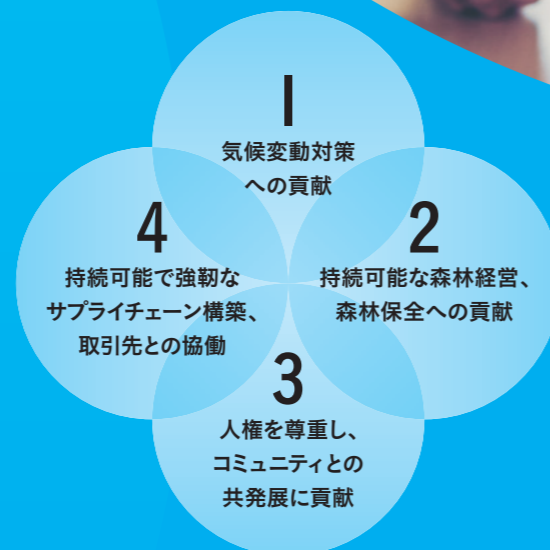 1
気候変動対策
への貢献
2
持続可能な森林経営、
森林保全への貢献
3
人権を尊重し、
コミュニティとの
共発展に貢献
4
持続可能で強靭な
サプライチェーン構築、
取引先との協働